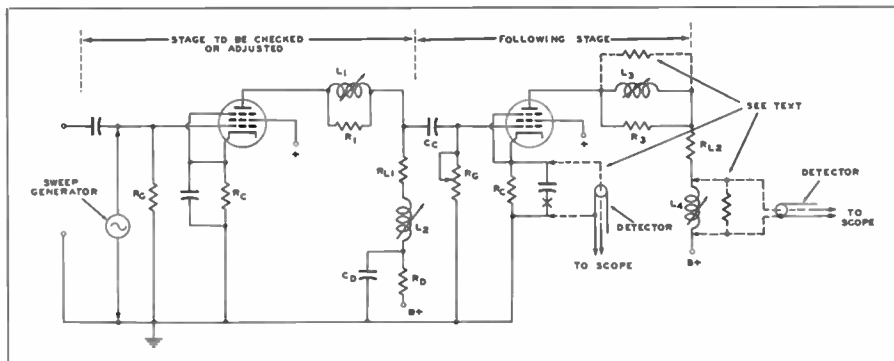 STAGE TO BE CHECKED
OR ADJUSTED
FOLLOWING STAGE
L1
R1
L3
R3
SEE TEXT
SWEEP
GENERATOR
RG
RC
RL1
L2
CD
RD
B+
+
CC
RG
RC
+
DETECTOR
TO SCOPE
RL2
L4
B+
DETECTOR
TO
SCOPE